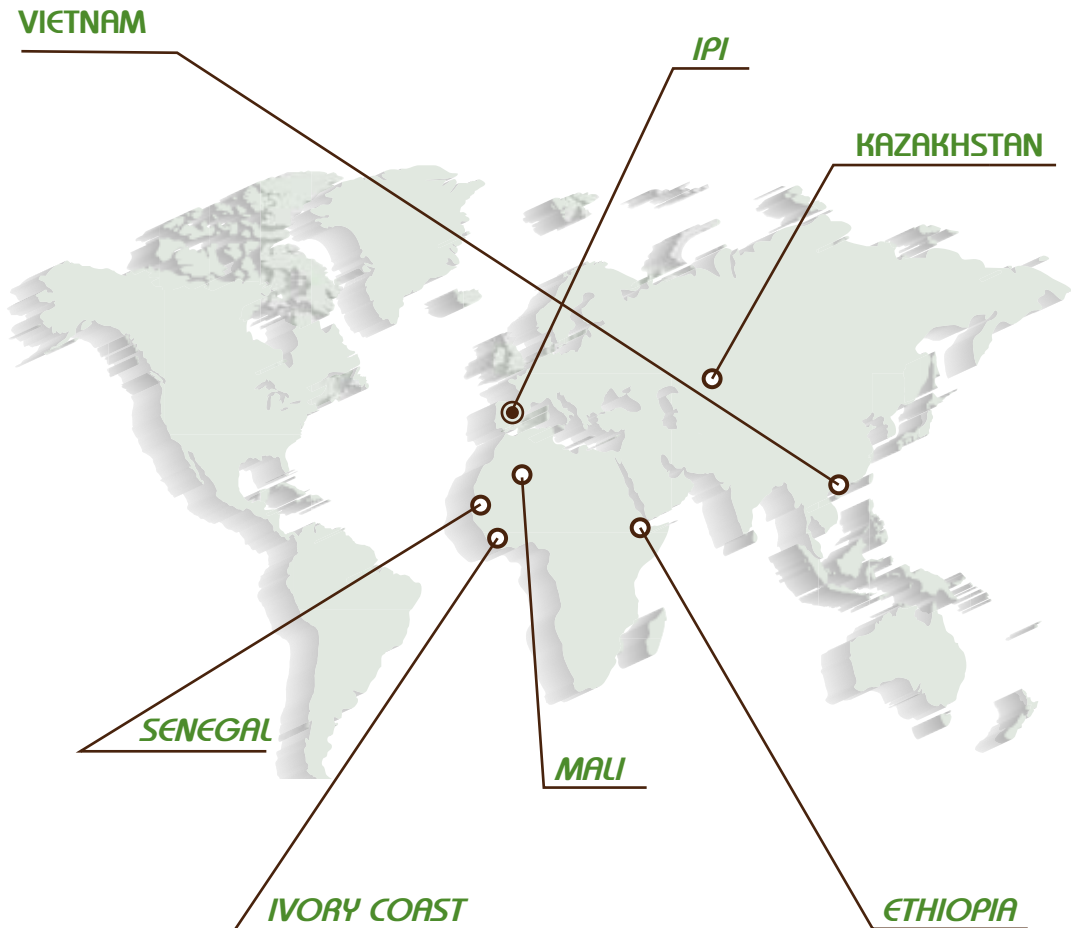 VIETNAM
IPI
KAZAKHSTAN
SENEGAL
MALI
IVORY COAST
ETHIOPIA